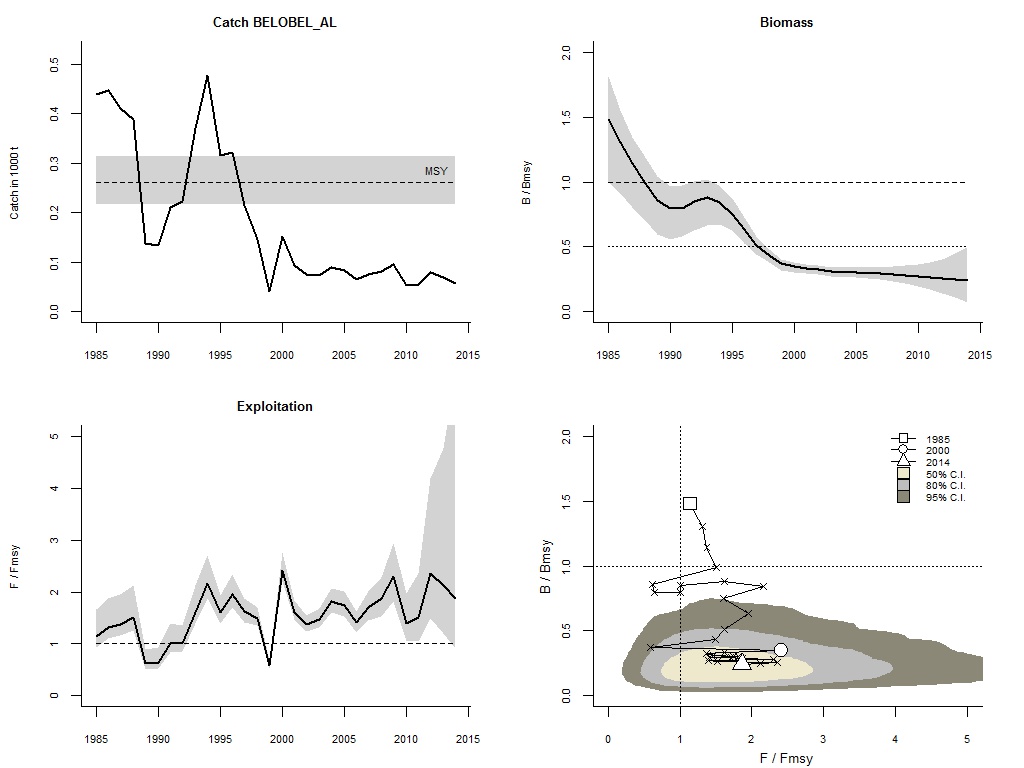 Catch BELOBEL_AL
Catch in 1000 t
0.5
0.4
0.3
0.2
0.1
0.0
MSY
1985 1990 1995 2000 2005 2010 2015
Biomass
B / Bmsy
2.0
1.5
1.0
0.5
0.0
1985 1990 1995 2000 2005 2010 2015
Exploitation
F / Fmsy
5
4
3
2
1
0
1985 1990 1995 2000 2005 2010 2015
B / Bmsy
2.0
1.5
1.0
0.5
0.0
1985
2000
2014
50% C.I.
80% C.I.
95% C.I.
0 1 2 3 4 5
F / Fmsy